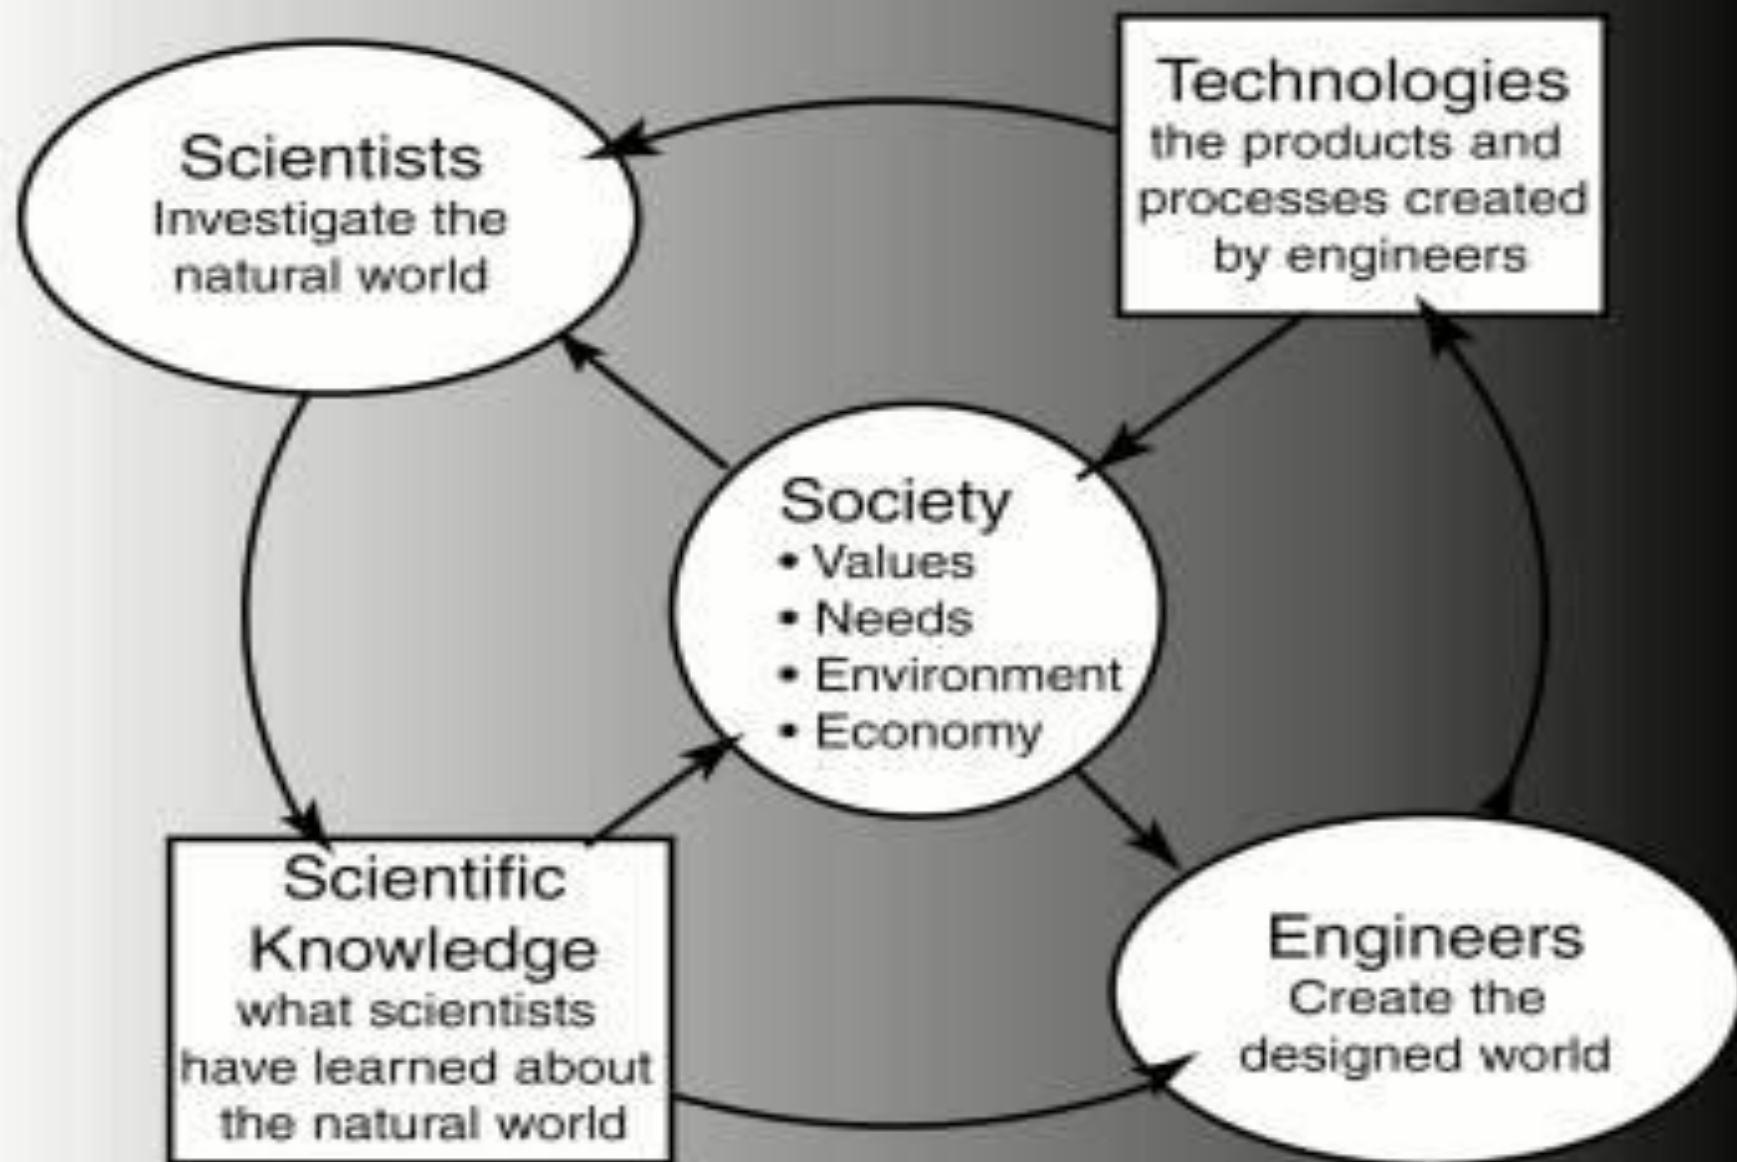 Scientists
Investigate the
natural world
Technologies
the products and
processes created
by engineers
Society
• Values
• Needs
• Environment
• Economy
Scientific
Knowledge
what scientists
have learned about
the natural world
Engineers
Create the
designed world